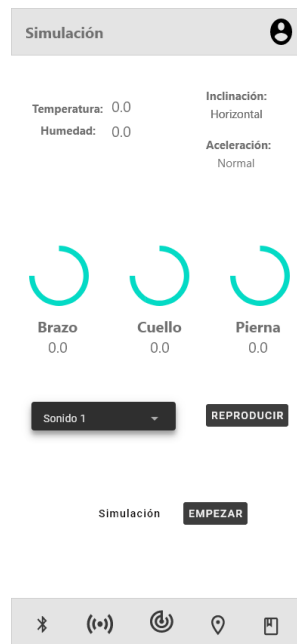 Simulación
Temperatura: 0.0
Humedad: 0.0
Inclinación:
Horizontal
Aceleración:
Normal
Brazo
0.0
Cuello
0.0
Pierna
0.0
Sonido 1
REPRODUCIR
Simulación
EMPEZAR